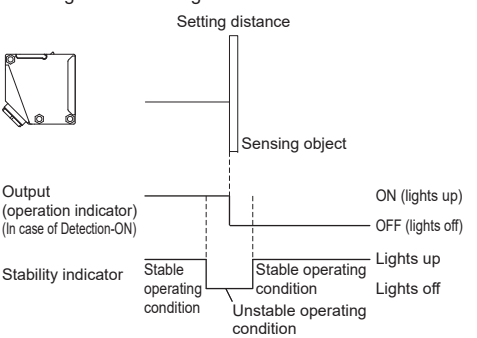 Setting distance
Sensing object
Output
(operation indicator)
(In case of Detection-ON)
ON (lights up)
OFF (lights off)
Stability indicator
Stable
operating
condition
Stable operating
condition
Unstable operating
condition
Lights up
Lights off